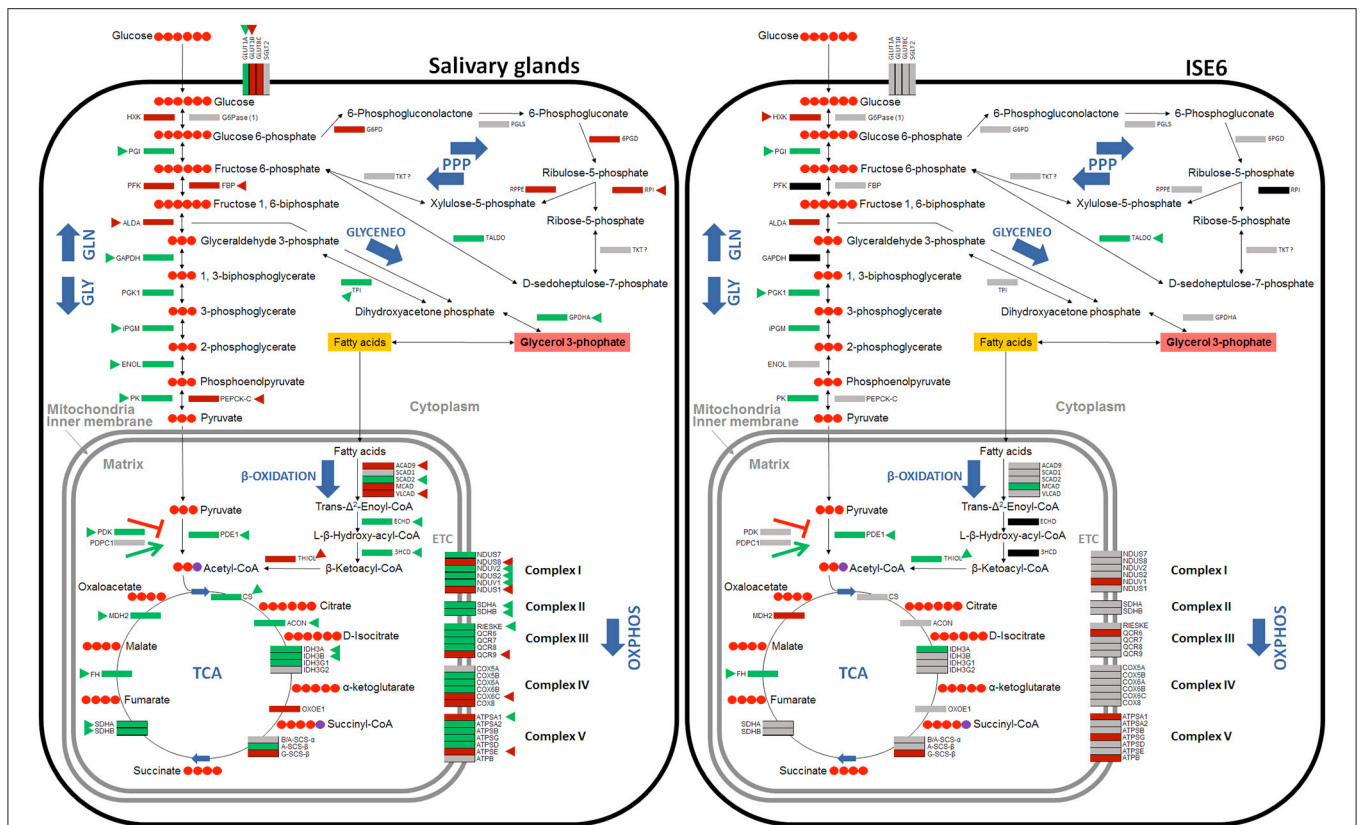 Glucose
GLUT1A
GLUT1B
GLUT8C
SGLT2
Salivary glands
Glucose
HXK
G6Pase (1)
Glucose 6-phosphate
6-Phosphogluconolactone
6-Phosphogluconate
G6PD
PGLS
6PGD
PGI
PPP
Fructose 6-phosphate
TKT ?
Ribulose-5-phosphate
PFK
FBP
RPPE
RPI
Fructose 1, 6-biphosphate
Xylulose-5-phosphate
Ribose-5-phosphate
ALDA
GLN
Glyceraldehyde 3-phosphate
GLYCENEO
TALDO
TKT ?
GAPDH
1, 3-biphosphoglycerate
TPI
D-sedoheptulose-7-phosphate
GLY
PGK1
3-phosphoglycerate
Dihydroxyacetone phosphate
GPDHA
iPGM
2-phosphoglycerate
Fatty acids
Glycerol 3-phophate
ENOL
Phosphoenolpyruvate
PK
PEPCK-C
Mitochondria
Inner membrane
Pyruvate
Cytoplasm
Matrix
Fatty acids
β-OXIDATION
ACAD9
SCAD1
SCAD2
MCAD
VLCAD
Trans-Δ2-Enoyl-CoA
Pyruvate
ECHD
PDK
PDPC1
PDE1
L-β-Hydroxy-acyl-CoA
3HCD
THIOL
Acetyl-CoA
β-Ketoacyl-CoA
ETC
NDUS7
NDUS8
NDUV2
NDUS2
NDUV1
NDUS1
Complex I
Oxaloacetate
CS
Citrate
MDH2
ACON
SDHA
SDHB
Complex II
D-Isocitrate
Malate
IDH3A
IDH3B
IDH3G1
IDH3G2
RIESKE
QCR6
QCR7
QCR8
QCR9
Complex III
OXPHOS
FH
TCA
α-ketoglutarate
COX5A
COX5B
COX6A
COX6B
COX6C
COX8
Complex IV
Fumarate
OXOE1
SDHA
SDHB
Succinyl-CoA
B/A-SCS-α
A-SCS-β
G-SCS-β
ATPSA1
ATPSA2
ATPSB
ATPSG
ATPSD
ATPSE
ATPB
Complex V
Succinate
Glucose
GLUT1A
GLUT1B
GLUT8C
SGLT2
ISE6
Glucose
HXK
G6Pase (1)
Glucose 6-phosphate
6-Phosphogluconolactone
6-Phosphogluconate
G6PD
PGLS
6PGD
PGI
PPP
Fructose 6-phosphate
TKT ?
Ribulose-5-phosphate
PFK
FBP
RPPE
RPI
Fructose 1, 6-biphosphate
Xylulose-5-phosphate
Ribose-5-phosphate
ALDA
GLN
Glyceraldehyde 3-phosphate
GLYCENEO
TALDO
TKT ?
GAPDH
1, 3-biphosphoglycerate
TPI
D-sedoheptulose-7-phosphate
GLY
PGK1
3-phosphoglycerate
Dihydroxyacetone phosphate
GPDHA
iPGM
2-phosphoglycerate
Fatty acids
Glycerol 3-phophate
ENOL
Phosphoenolpyruvate
PK
PEPCK-C
Mitochondria
Inner membrane
Pyruvate
Cytoplasm
Matrix
Fatty acids
β-OXIDATION
ACAD9
SCAD1
SCAD2
MCAD
VLCAD
Trans-Δ2-Enoyl-CoA
Pyruvate
ECHD
PDK
PDPC1
PDE1
L-β-Hydroxy-acyl-CoA
3HCD
THIOL
Acetyl-CoA
β-Ketoacyl-CoA
ETC
NDUS7
NDUS8
NDUV2
NDUS2
NDUV1
NDUS1
Complex I
Oxaloacetate
CS
Citrate
MDH2
ACON
SDHA
SDHB
Complex II
D-Isocitrate
Malate
IDH3A
IDH3B
IDH3G1
IDH3G2
RIESKE
QCR6
QCR7
QCR8
QCR9
Complex III
OXPHOS
FH
TCA
α-ketoglutarate
COX5A
COX5B
COX6A
COX6B
COX6C
COX8
Complex IV
Fumarate
OXOE1
SDHA
SDHB
Succinyl-CoA
B/A-SCS-α
A-SCS-β
G-SCS-β
ATPSA1
ATPSA2
ATPSB
ATPSG
ATPSD
ATPSE
ATPB
Complex V
Succinate